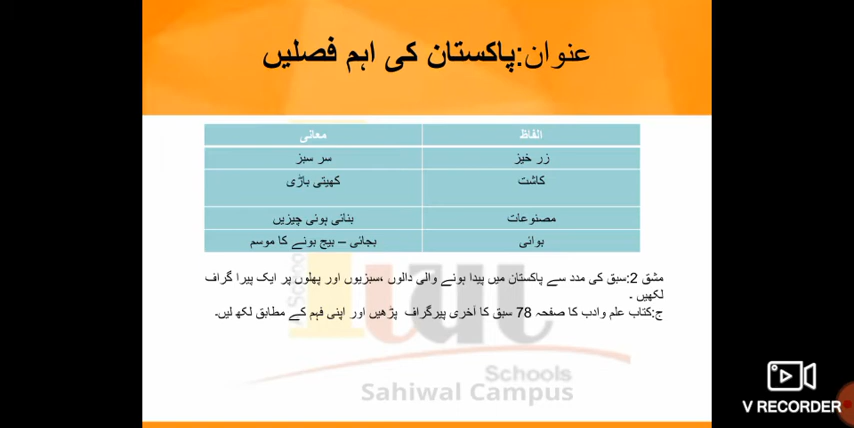 عنوان:پاکستان کی اہم فصلیں
الفاظ معانی
زر خیز سر سبز
کاشت کھیتی باڑی
مصنوعات بنائی ہوئی چیزیں
بوائی بجائی – بیج بونے کا موسم
مشق 2:سبق کی مدد سے پاکستان میں پیدا ہونے والی دالوں ،سبزیوں اور پھلوں پر ایک پیرا گراف
لکھیں ۔
ج:کتاب علم وادب کا صفحہ 78 سبق کا آخری پیرگراف پڑھیں اور اپنی فہم کے مطابق لکھ لیں۔
Schools
Sahiwal Campus
V RECORDER